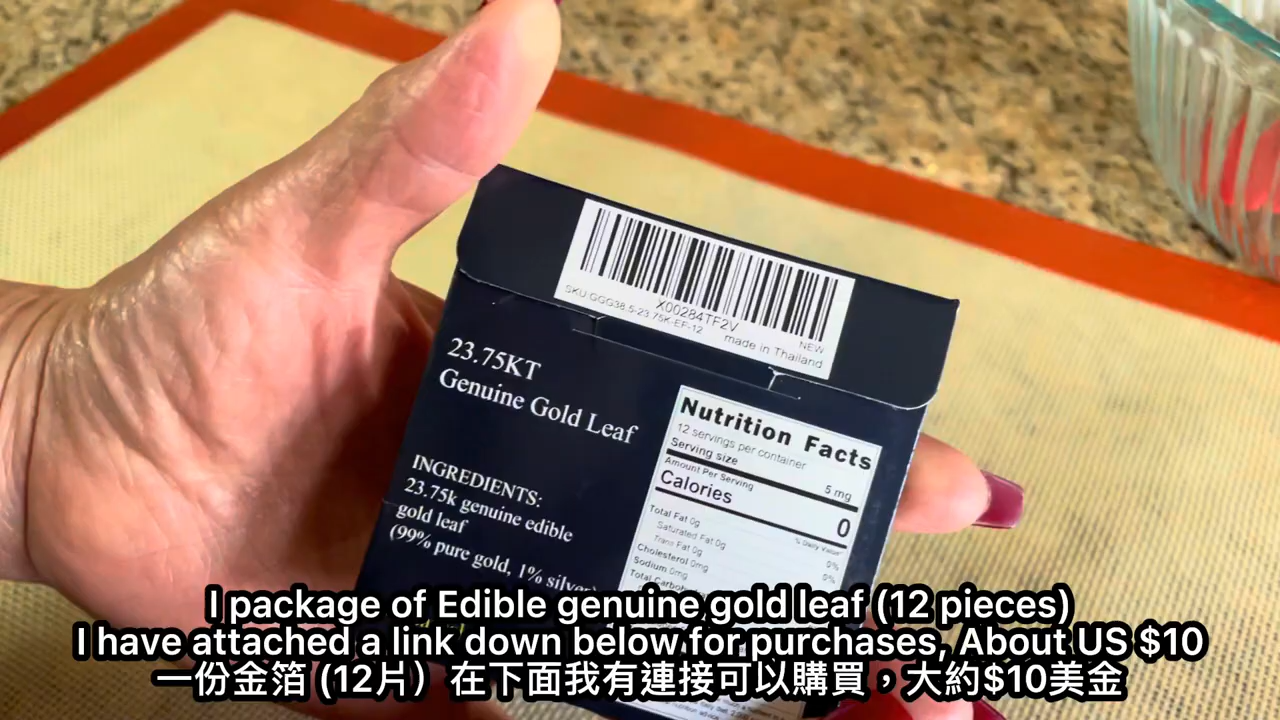 X00284TF2V
SKU:GGG38.5-23.75K-EF-12
NEW
made in Thailand
23.75KT
Genuine Gold Leaf
INGREDIENTS:
23.75k genuine edible
gold leaf
(99% pure gold, 1% silver)
Nutrition Facts
12 servings per container
Serving size 5 mg
Amount Per Serving
Calories 0
% Daily Value*
Total Fat 0g 0%
Saturated Fat 0g 0%
Trans Fat 0g
Cholesterol 0mg
Sodium 0mg
I package of Edible genuine gold leaf (12 pieces)
I have attached a link down below for purchases, About US $10
一份金箔 (12片）在下面我有連接可以購買，大約$10美金